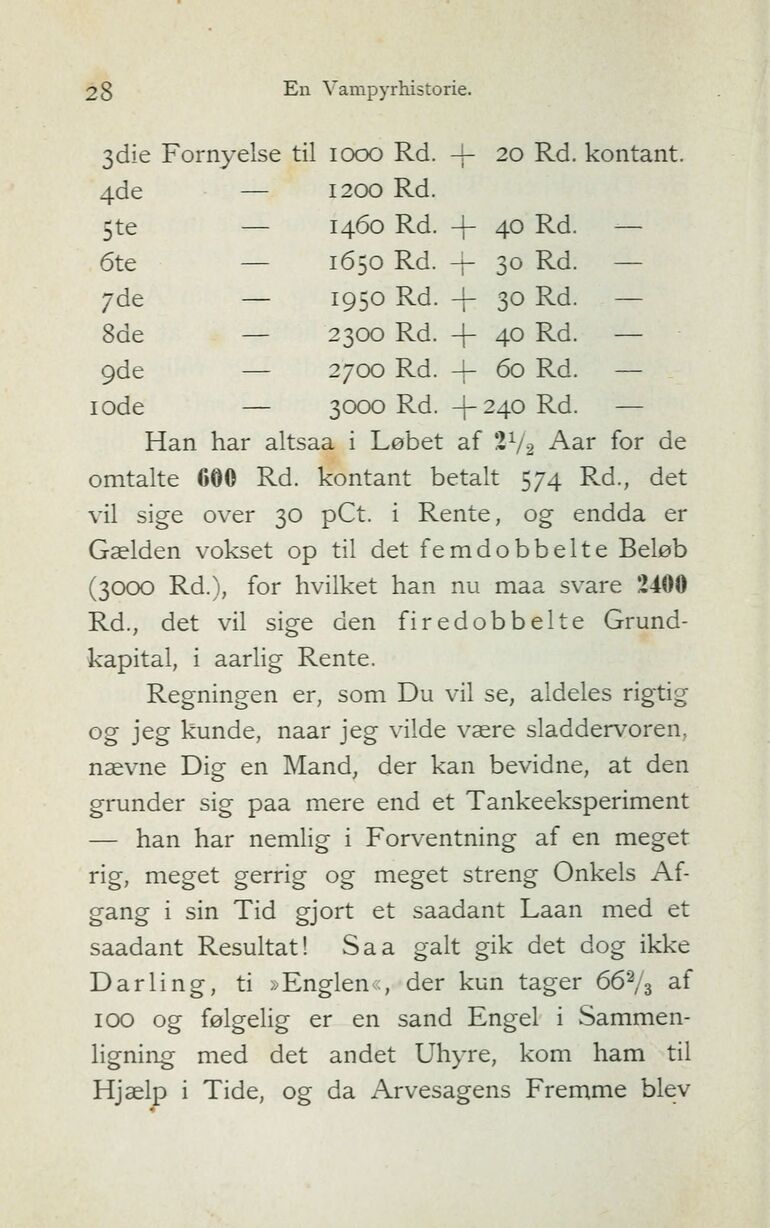 28 En Vampyrhistorie.
3die Fornyelse til 1000 Rd. + 20 Rd. kontant.
4de — 1200 Rd.
5te — 1460 Rd. + 40 Rd. —
6te — 1650 Rd. + 30 Rd. —
7de — 1950 Rd. + 30 Rd. —
8de — 2300 Rd. + 40 Rd. —
9de — 2700 Rd. + 60 Rd. —
10de — 3000 Rd. + 240 Rd. —
Han har altsaa i Løbet af 2½ Aar for de
omtalte 600 Rd. kontant betalt 574 Rd., det
vil sige over 30 pCt. i Rente, og endda er
Gælden vokset op til det femdobbelte Beløb
(3000 Rd.), for hvilket han nu maa svare 2400
Rd., det vil sige den firedobbelte Grund-
kapital, i aarlig Rente.
Regningen er, som Du vil se, aldeles rigtig
og jeg kunde, naar jeg vilde være sladdervoren,
nævne Dig en Mand, der kan bevidne, at den
grunder sig paa mere end et Tankeeksperiment
— han har nemlig i Forventning af en meget
rig, meget gerrig og meget streng Onkels Af-
gang i sin Tid gjort et saadant Laan med et
saadant Resultat! Saa galt gik det dog ikke
Darling, ti »Englen«, der kun tager 66⅔ af
100 og følgelig er en sand Engel i Sammen-
ligning med det andet Uhyre, kom ham til
Hjælp i Tide, og da Arvesagens Fremme blev